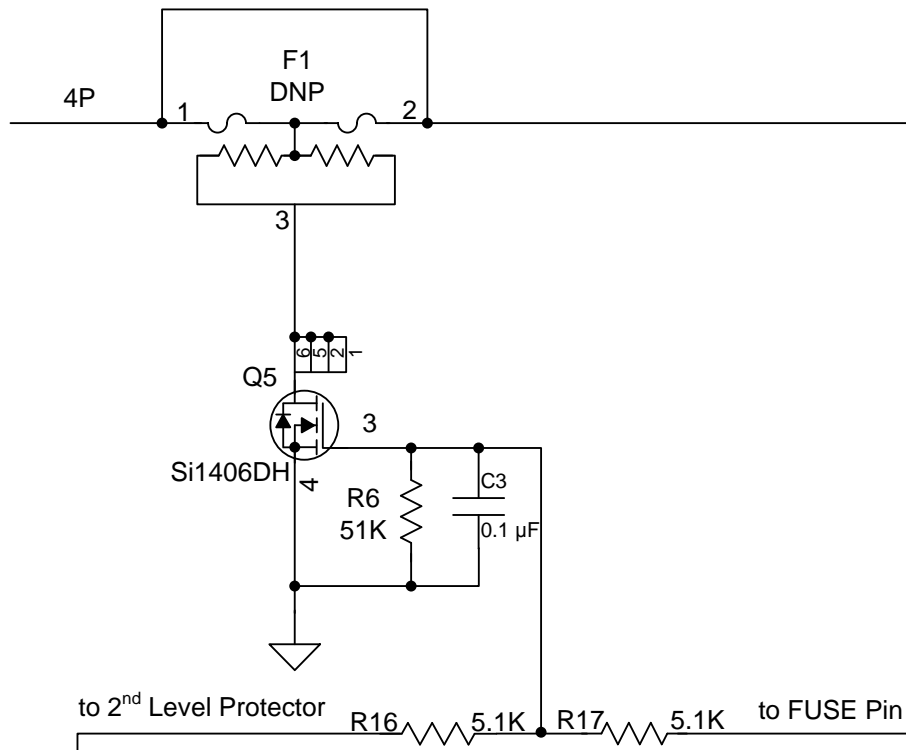 F1
DNP
4P
1
2
3
6
5
2
1
Q5
3
Si1406DH
4
R6
51K
C3
0.1 µF
to 2nd Level Protector
R16
5.1K
R17
5.1K
to FUSE Pin